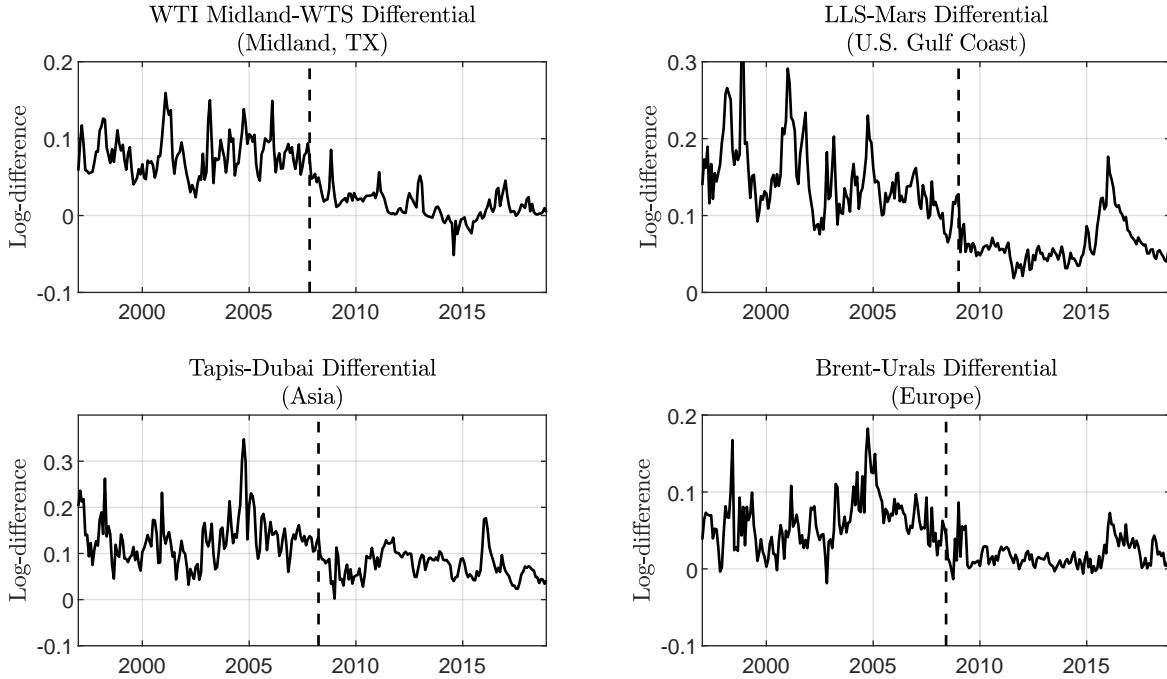 WTI Midland-WTS Differential
(Midland, TX)
Log-difference
0.2
0.1
0
-0.1
2000 2005 2010 2015
LLS-Mars Differential
(U.S. Gulf Coast)
Log-difference
0.3
0.2
0.1
0
2000 2005 2010 2015
Tapis-Dubai Differential
(Asia)
Log-difference
0.3
0.2
0.1
0
-0.1
2000 2005 2010 2015
Brent-Urals Differential
(Europe)
Log-difference
0.2
0.1
0
-0.1
2000 2005 2010 2015